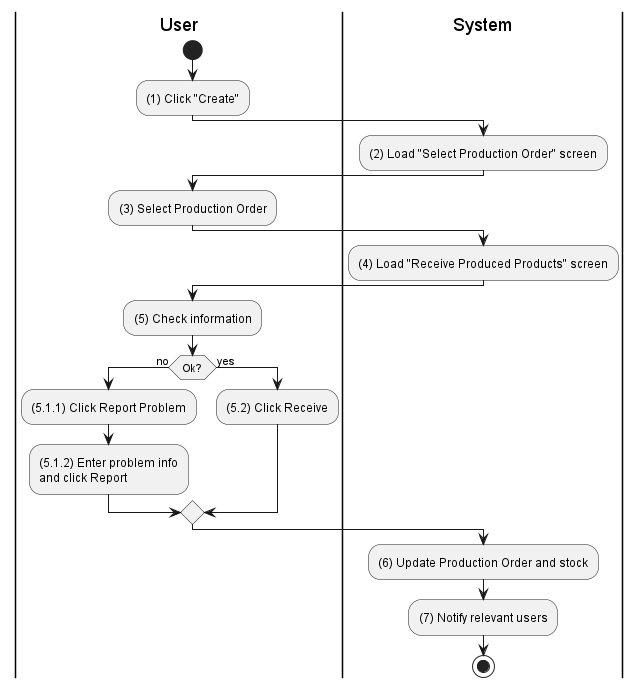 User
System
(1) Click "Create"
(2) Load "Select Production Order" screen
(3) Select Production Order
(4) Load "Receive Produced Products" screen
(5) Check information
no
Ok?
yes
(5.1.1) Click Report Problem
(5.2) Click Receive
(5.1.2) Enter problem info
and click Report
(6) Update Production Order and stock
(7) Notify relevant users